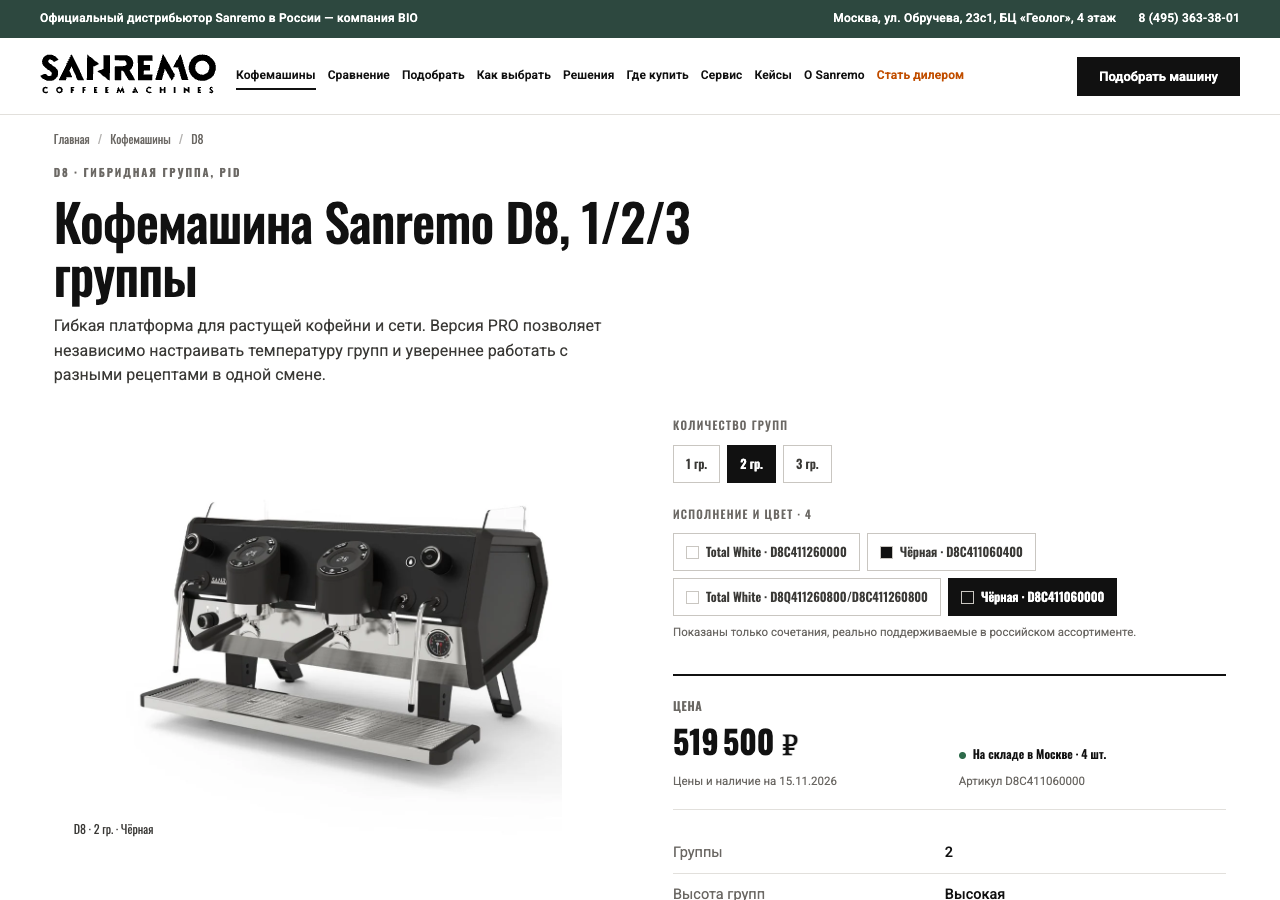 Официальный дистрибьютор Sanremo в России — компания BIO
Москва, ул. Обручева, 23с1, БЦ «Геолог», 4 этаж
8 (495) 363-38-01
SANREMO
COFFEEMACHINES
Кофемашины
Сравнение
Подобрать
Как выбрать
Решения
Где купить
Сервис
Кейсы
О Sanremo
Стать дилером
Подобрать машину
Главная / Кофемашины / D8
D8 · ГИБРИДНАЯ ГРУППА, PID
Кофемашина Sanremo D8, 1/2/3
группы
Гибкая платформа для растущей кофейни и сети. Версия PRO позволяет
независимо настраивать температуру групп и увереннее работать с
разными рецептами в одной смене.
КОЛИЧЕСТВО ГРУПП
1 гр.
2 гр.
3 гр.
ИСПОЛНЕНИЕ И ЦВЕТ · 4
Total White · D8C411260000
Чёрная · D8C411060400
Total White · D8Q411260800/D8C411260800
Чёрная · D8C411060000
Показаны только сочетания, реально поддерживаемые в российском ассортименте.
ЦЕНА
519 500 ₽
На складе в Москве · 4 шт.
Цены и наличие на 15.11.2026
Артикул D8C411060000
D8 · 2 гр. · Чёрная
Группы
2
Высота групп
Высокая